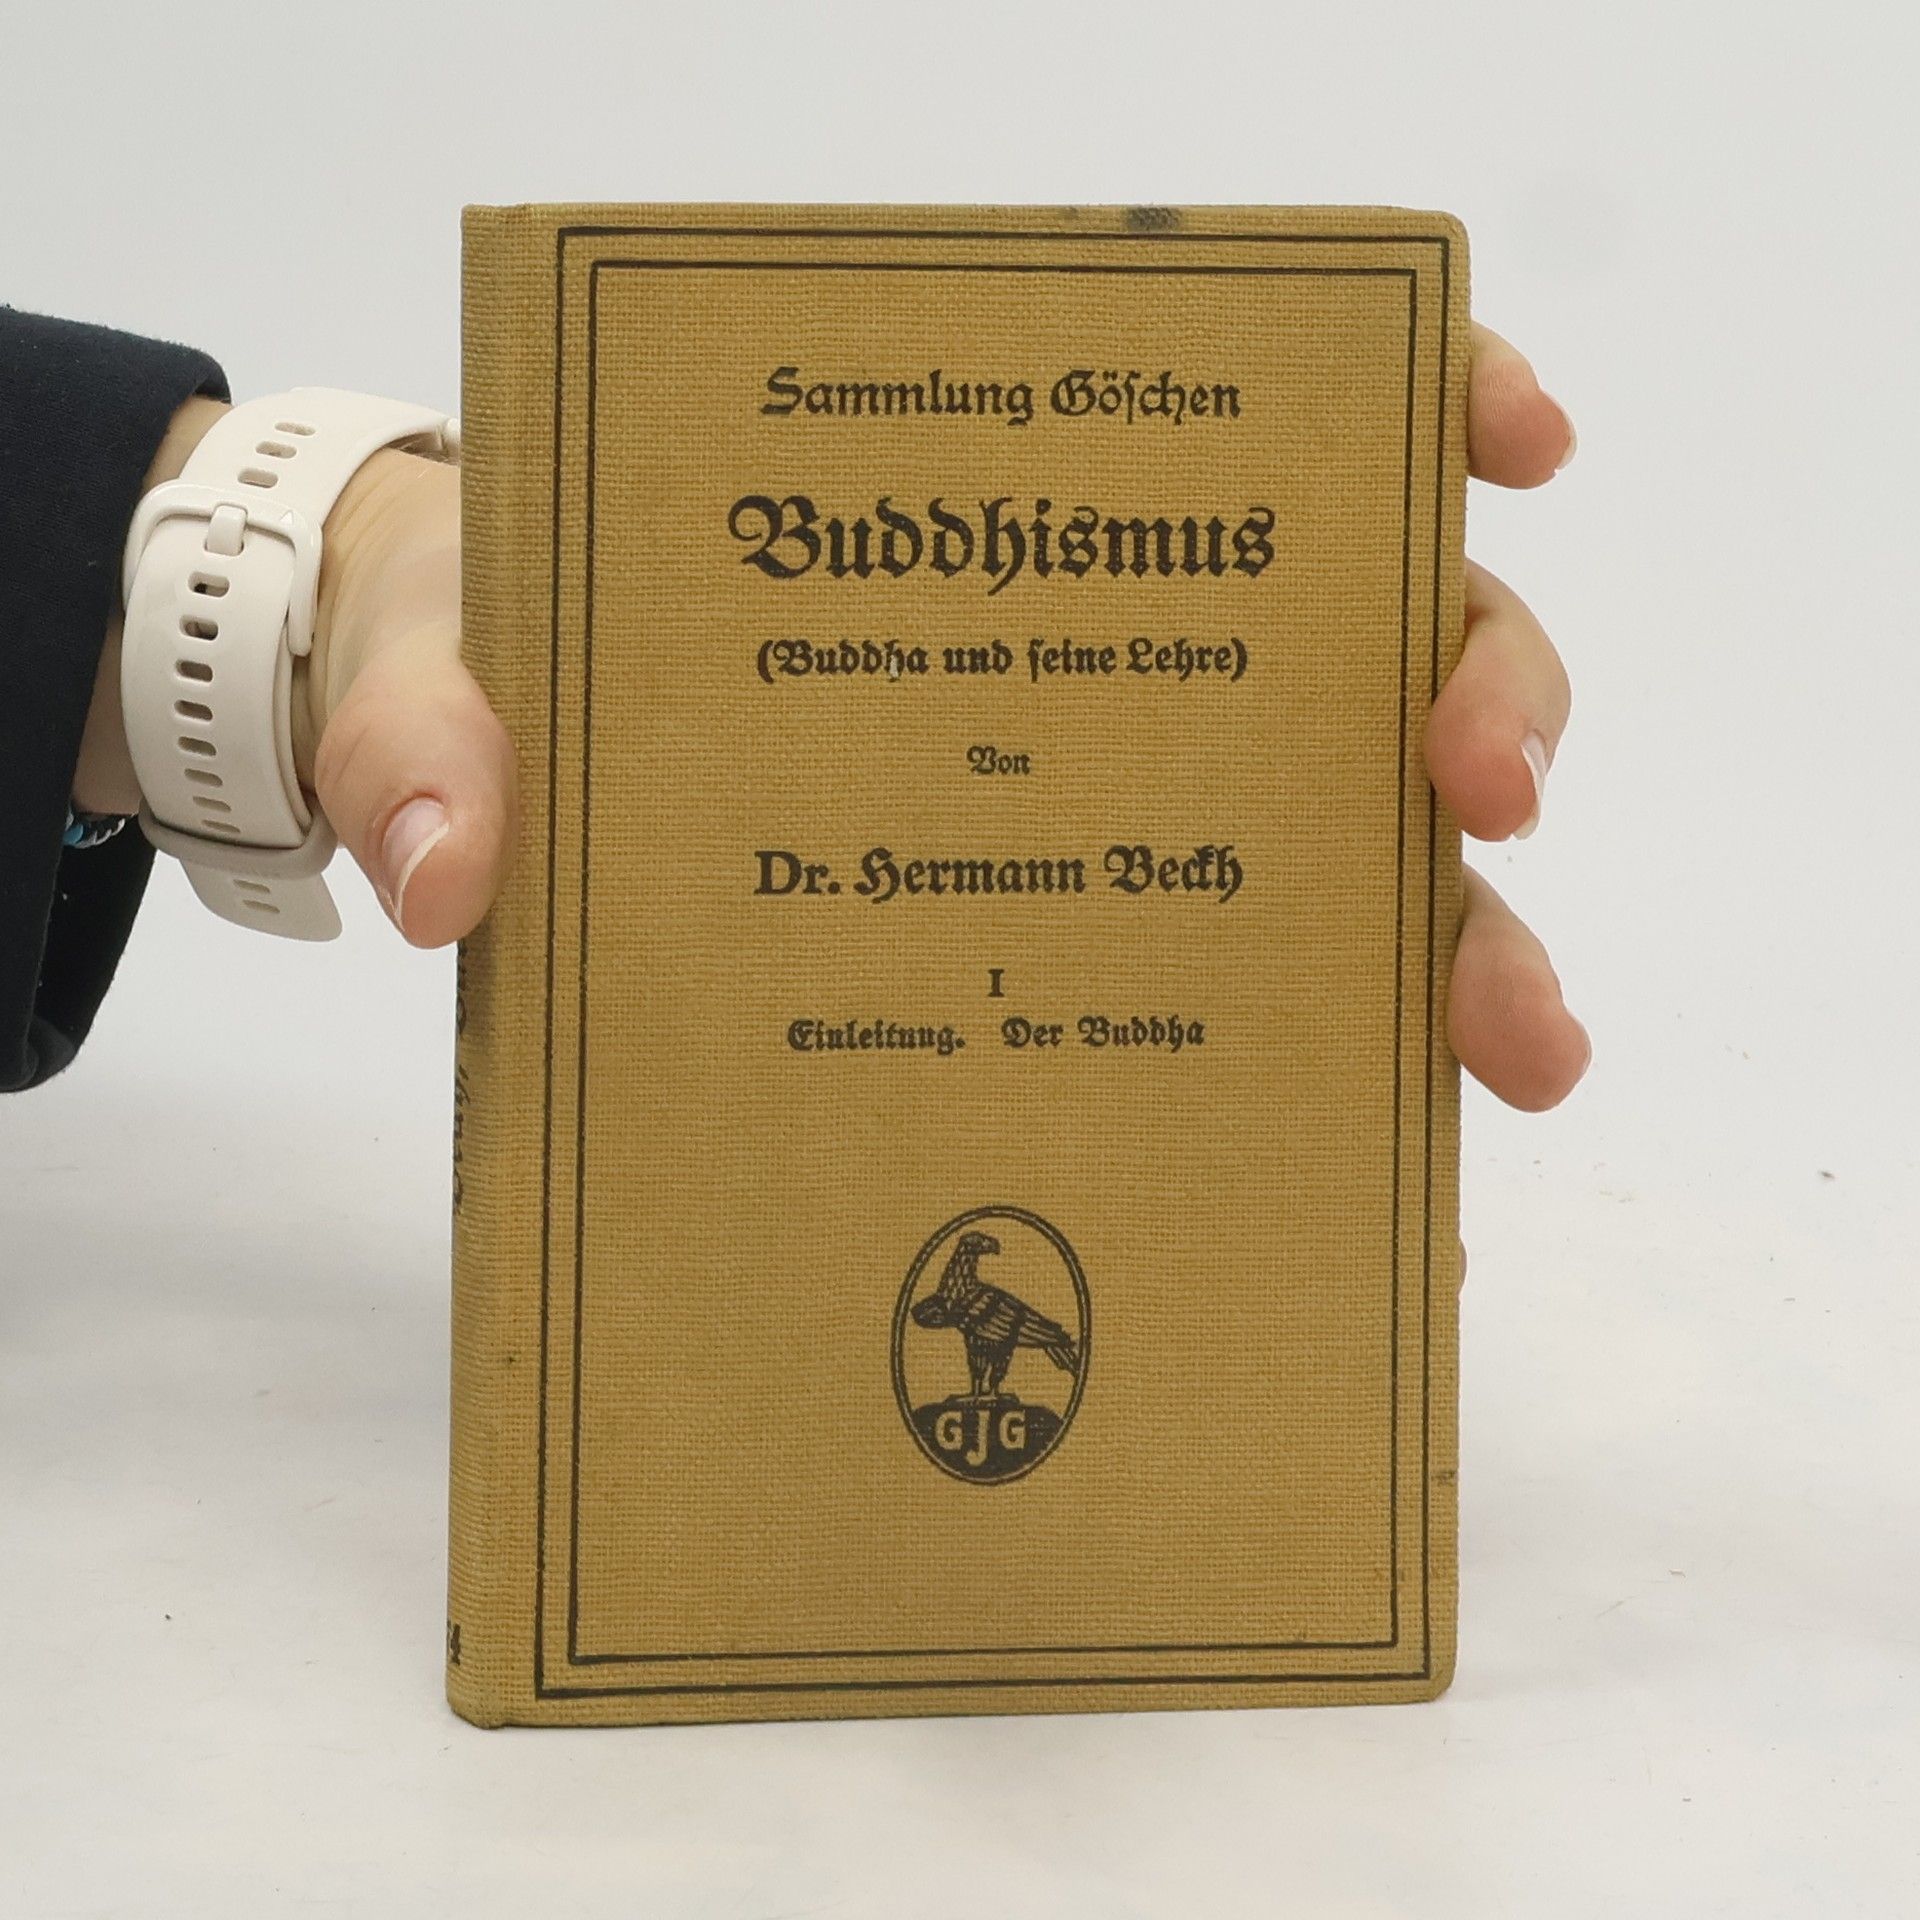 Sammlung Göſchen
Buddhismus
(Buddha und ſeine Lehre)
Von
Dr. Hermann Beckh
I
Einleitung. Der Buddha
GJG